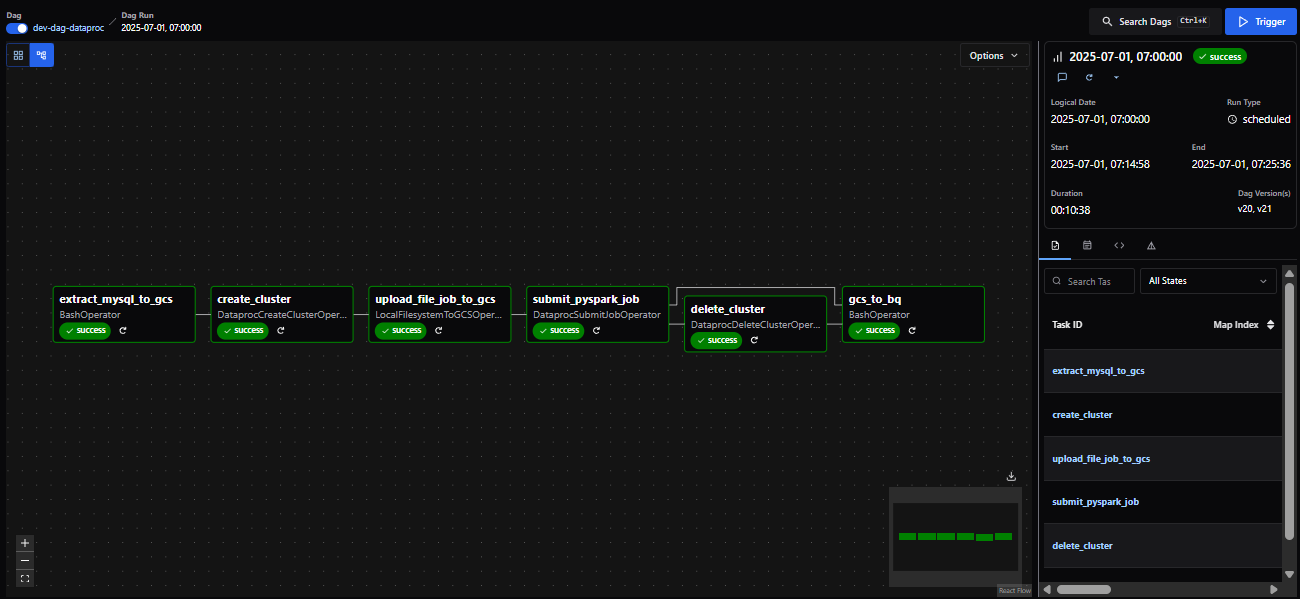 Dag
dev-dag-dataproc
Dag Run
2025-07-01, 07:00:00
Search Dags Ctrl+K
Trigger
Options
extract_mysql_to_gcs
BashOperator
success
create_cluster
DataprocCreateClusterOper...
success
upload_file_job_to_gcs
LocalFilesystemToGCSOper...
success
submit_pyspark_job
DataprocSubmitJobOperator
success
delete_cluster
DataprocDeleteClusterOper...
success
gcs_to_bq
BashOperator
success
React Flow
2025-07-01, 07:00:00 success
Logical Date
2025-07-01, 07:00:00
Run Type
scheduled
Start
2025-07-01, 07:14:58
End
2025-07-01, 07:25:36
Duration
00:10:38
Dag Version(s)
v20, v21
Search Tas
All States
Task ID Map Index
extract_mysql_to_gcs
create_cluster
upload_file_job_to_gcs
submit_pyspark_job
delete_cluster